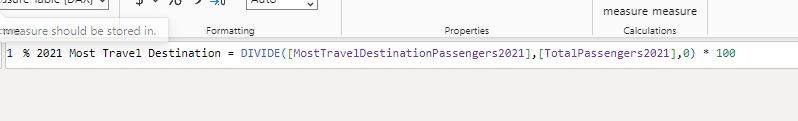 measure measure
measure should be stored in.
Formatting
Properties
Calculations
1 % 2021 Most Travel Destination = DIVIDE([MostTravelDestinationPassengers2021],[TotalPassengers2021],0) * 100